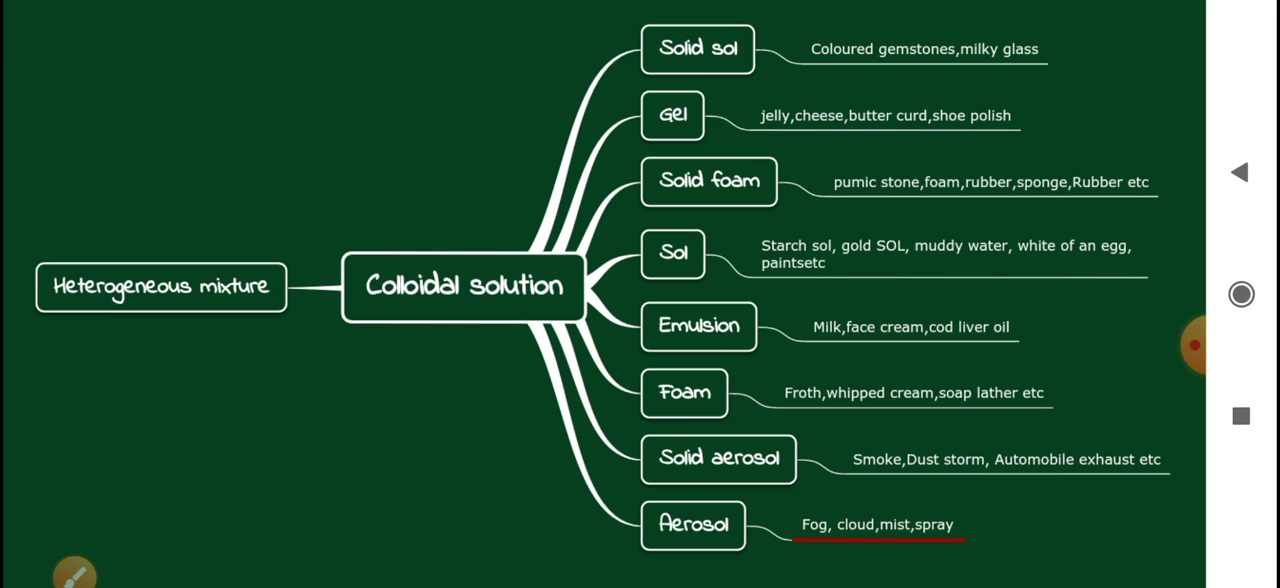 Solid sol
Coloured gemstones,milky glass
Gel
jelly,cheese,butter curd,shoe polish
Solid foam
pumic stone,foam,rubber,sponge,Rubber etc
Sol
Starch sol, gold SOL, muddy water, white of an egg,
paintsetc
Heterogeneous mixture
Colloidal solution
Emulsion
Milk,face cream,cod liver oil
Foam
Froth,whipped cream,soap lather etc
Solid aerosol
Smoke,Dust storm, Automobile exhaust etc
Aerosol
Fog, cloud,mist,spray